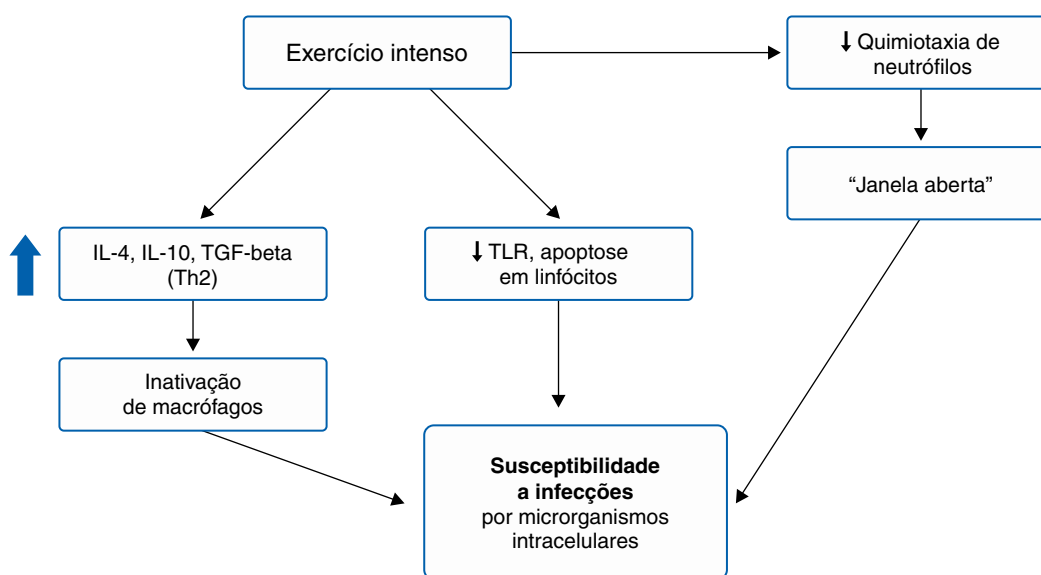 Exercício intenso
↓ Quimiotaxia de
neutrófilos
“Janela aberta”
IL-4, IL-10, TGF-beta
(Th2)
↓ TLR, apoptose
em linfócitos
Inativação
de macrófagos
Susceptibilidade
a infecções
por microrganismos
intracelulares